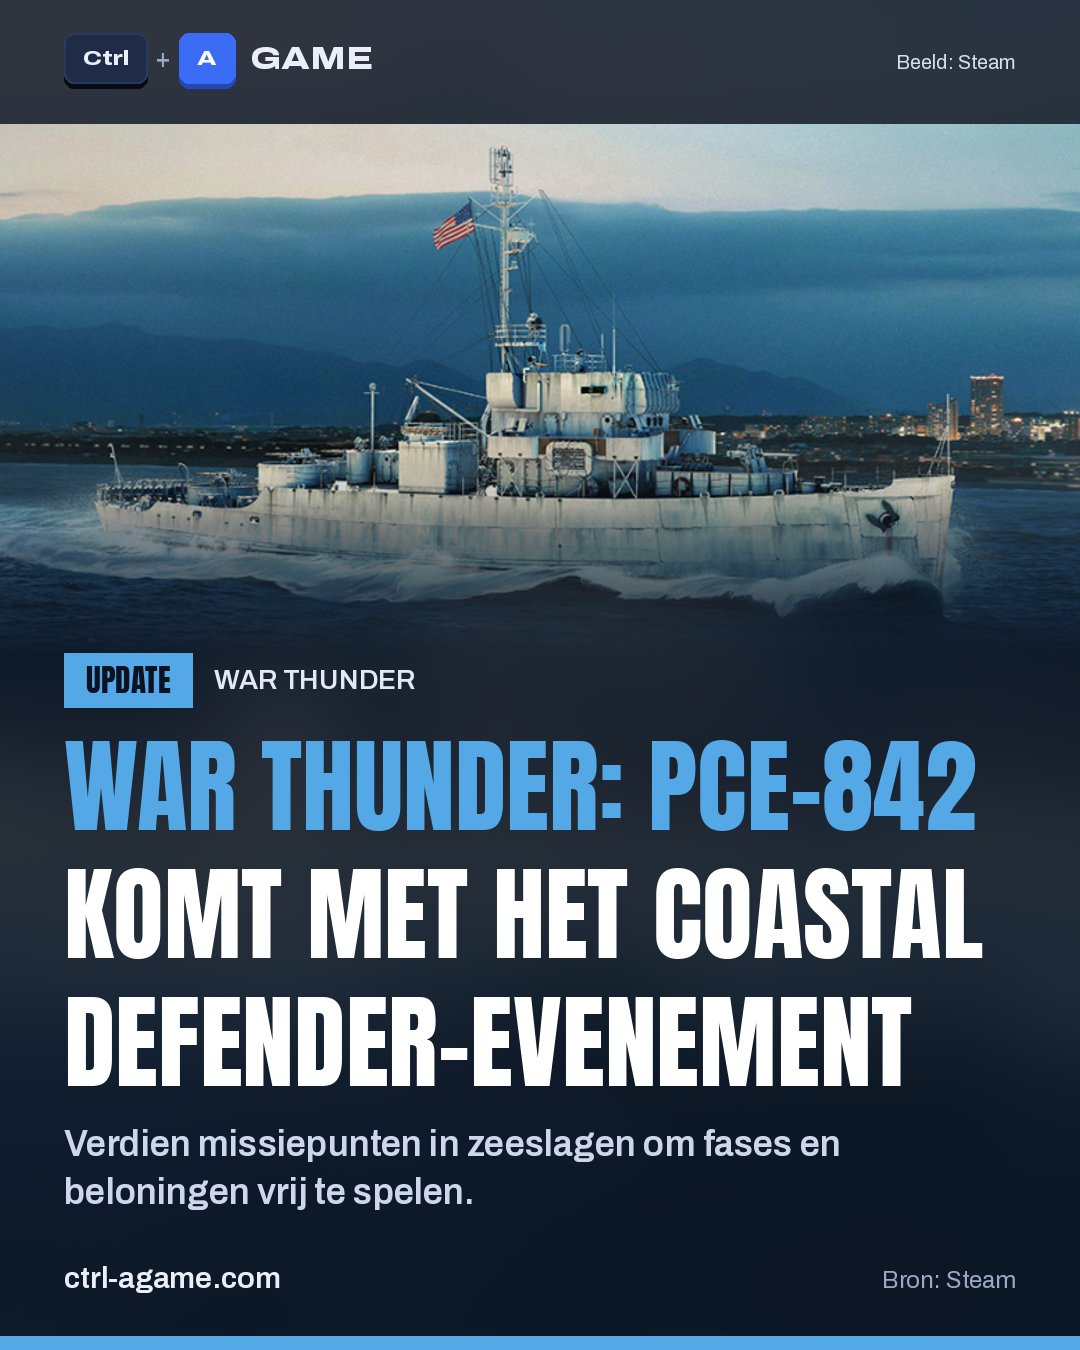 Ctrl + A GAME
Beeld: Steam
UPDATE WAR THUNDER
WAR THUNDER: PCE-842
KOMT MET HET COASTAL
DEFENDER-EVENEMENT
Verdien missiepunten in zeeslagen om fases en
beloningen vrij te spelen.
ctrl-agame.com
Bron: Steam